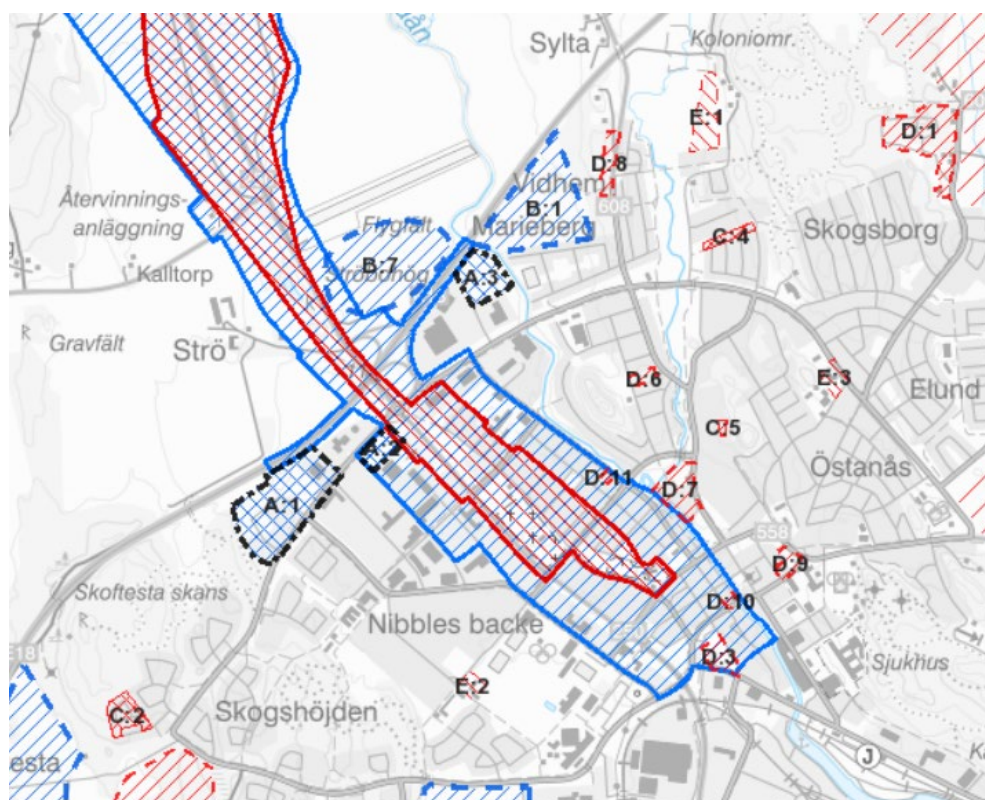 Sylta
Koloniomr.
E:1
D:1
D:8
Vidhem
608
B:1
Återvinnings-
anläggning
Flygfält
Marieberg
C:4
Skogsborg
B:7
Ströbohög
A:3
Kalltorp
Gravfält
Strö
D:6
E:3
Elund
C:5
Östanås
D:11
D:7
A:1
558
D:9
Skoftesta skans
D:10
Nibbles backe
E18
D:3
Sjukhus
E:2
C:2
Skogshöjden
esta
J